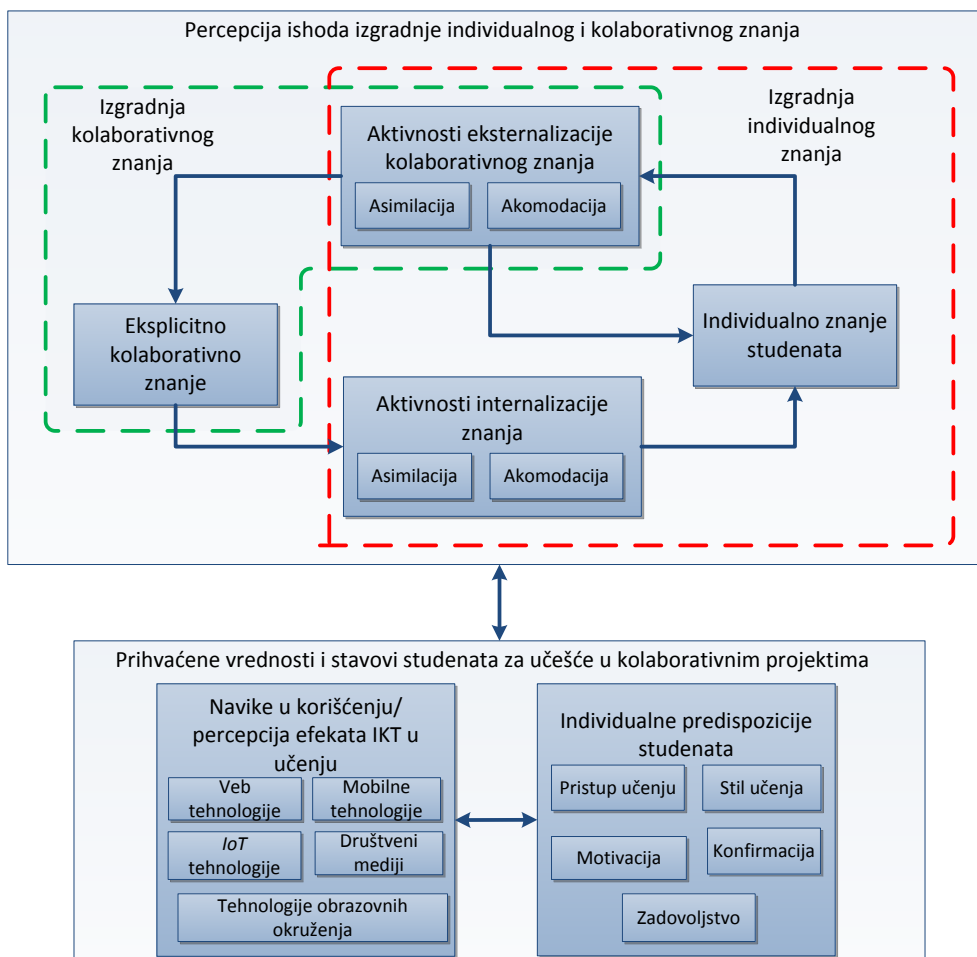 Percepcija ishoda izgradnje individualnog i kolaborativnog znanja
Izgradnja
kolaborativnog
znanja
Aktivnosti eksternalizacije
kolaborativnog znanja
Asimilacija
Akomodacija
Izgradnja
individualnog
znanja
Eksplicitno
kolaborativno
znanje
Individualno znanje
studenata
Aktivnosti internalizacije
znanja
Asimilacija
Akomodacija
Prihvaćene vrednosti i stavovi studenata za učešće u kolaborativnim projektima
Navike u korišćenju/
percepcija efekata IKT u
učenju
Veb
tehnologije
Mobilne
tehnologije
IoT
tehnologije
Društveni
mediji
Tehnologije obrazovnih
okruženja
Individualne predispozicije
studenata
Pristup učenju
Stil učenja
Motivacija
Konfirmacija
Zadovoljstvo